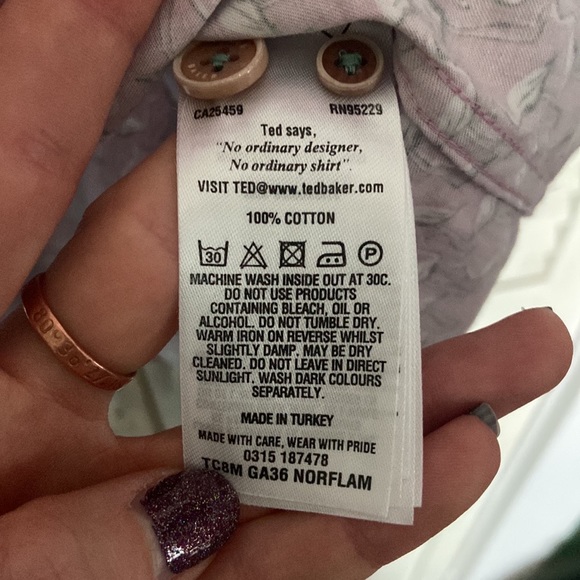 CA25459 RN95229
Ted says,
"No ordinary designer,
No ordinary shirt".
VISIT TED@www.tedbaker.com
100% COTTON
30 P
MACHINE WASH INSIDE OUT AT 30C.
DO NOT USE PRODUCTS
CONTAINING BLEACH, OIL OR
ALCOHOL. DO NOT TUMBLE DRY.
WARM IRON ON REVERSE WHILST
SLIGHTLY DAMP. MAY BE DRY
CLEANED. DO NOT LEAVE IN DIRECT
SUNLIGHT. WASH DARK COLOURS
SEPARATELY.
MADE IN TURKEY
MADE WITH CARE, WEAR WITH PRIDE
0315 187478
TC8M GA36 NORFLAM